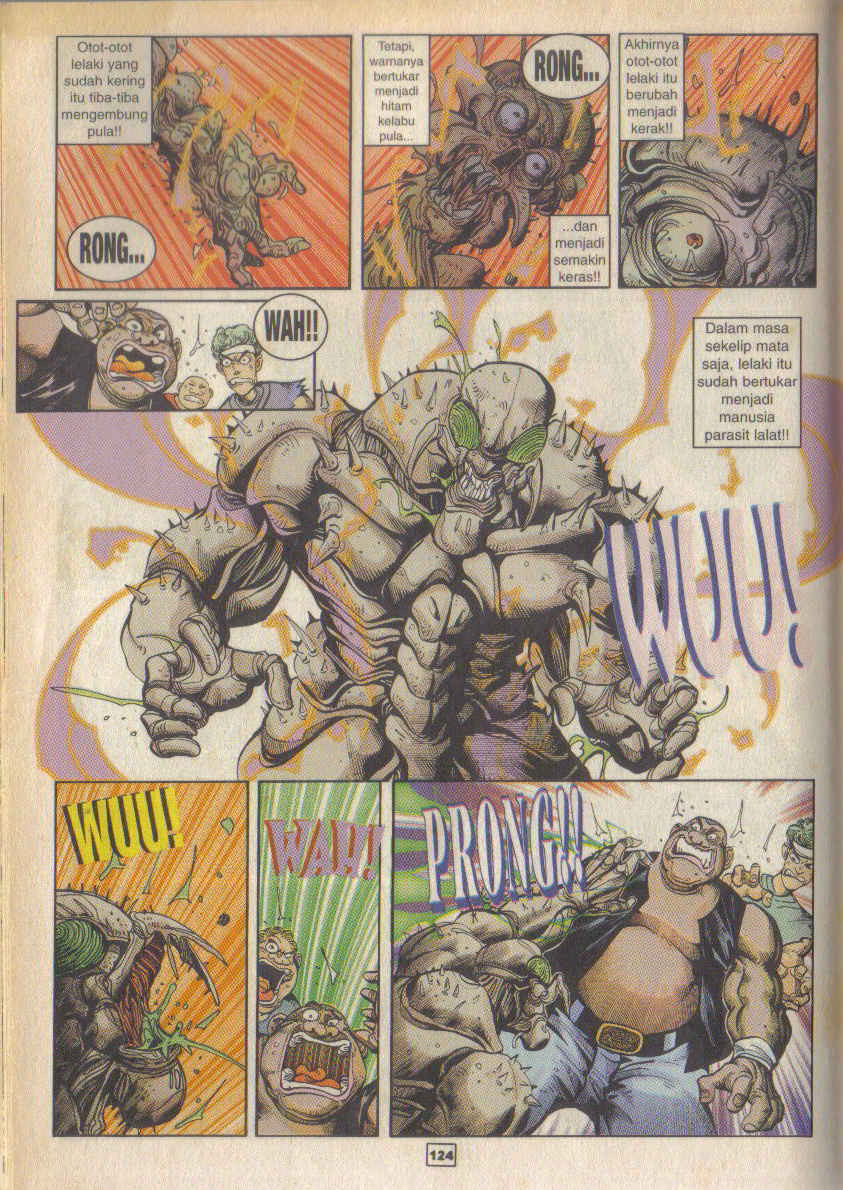 Otot-otot
lelaki yang
sudah kering
itu tiba-tiba
mengembung
pula!!
RONG...
Tetapi,
warnanya
bertukar
menjadi
hitam
kelabu
pula...
RONG...
...dan
menjadi
semakin
keras!!
Akhirnya
otot-otot
lelaki itu
berubah
menjadi
kerak!!
WAH!!
Dalam masa
sekelip mata
saja, lelaki itu
sudah bertukar
menjadi
manusia
parasit lalat!!
WUU!
WUU!
WAH!
PRONG!!
124